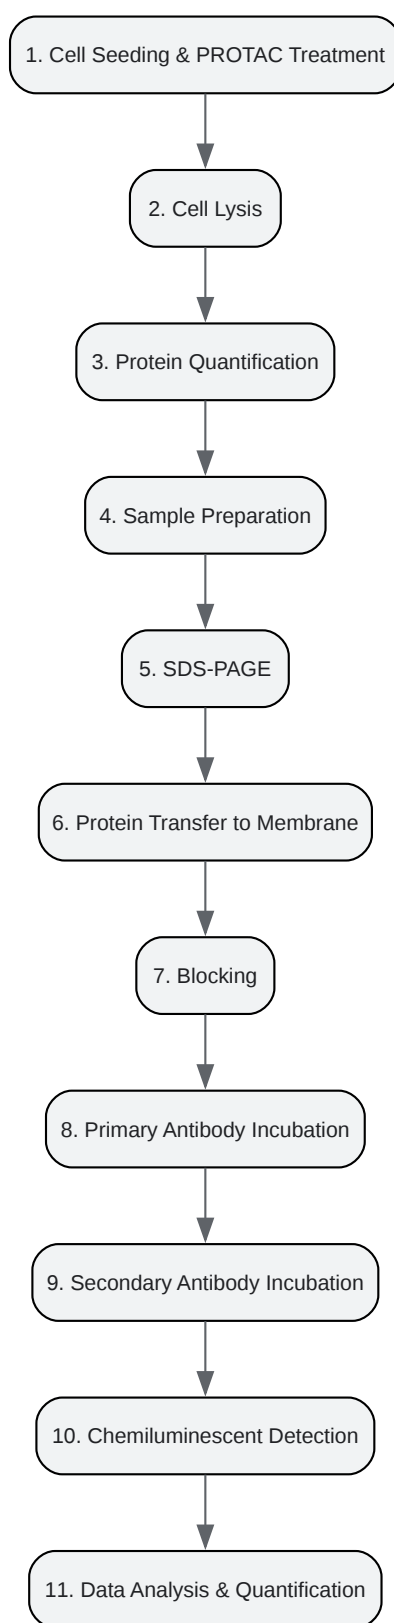 1. Cell Seeding & PROTAC Treatment
2. Cell Lysis
3. Protein Quantification
4. Sample Preparation
5. SDS-PAGE
6. Protein Transfer to Membrane
7. Blocking
8. Primary Antibody Incubation
9. Secondary Antibody Incubation
10. Chemiluminescent Detection
11. Data Analysis & Quantification